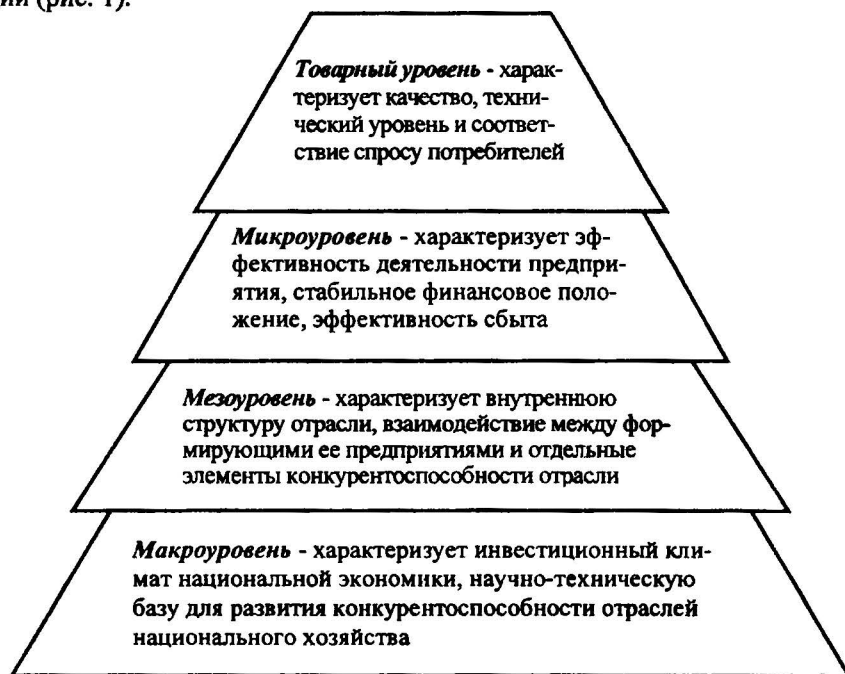 (рис. 1).
Товарный уровень - харак-
теризует качество, техни-
ческий уровень и соответ-
ствие спросу потребителей
Микроуровень - характеризует эф-
фективность деятельности предпри-
ятия, стабильное финансовое поло-
жение, эффективность сбыта
Мезоуровень - характеризует внутреннюю
структуру отрасли, взаимодействие между фор-
мирующими ее предприятиями и отдельные
элементы конкурентоспособности отрасли
Макроуровень - характеризует инвестиционный кли-
мат национальной экономики, научно-техническую
базу для развития конкурентоспособности отраслей
национального хозяйства